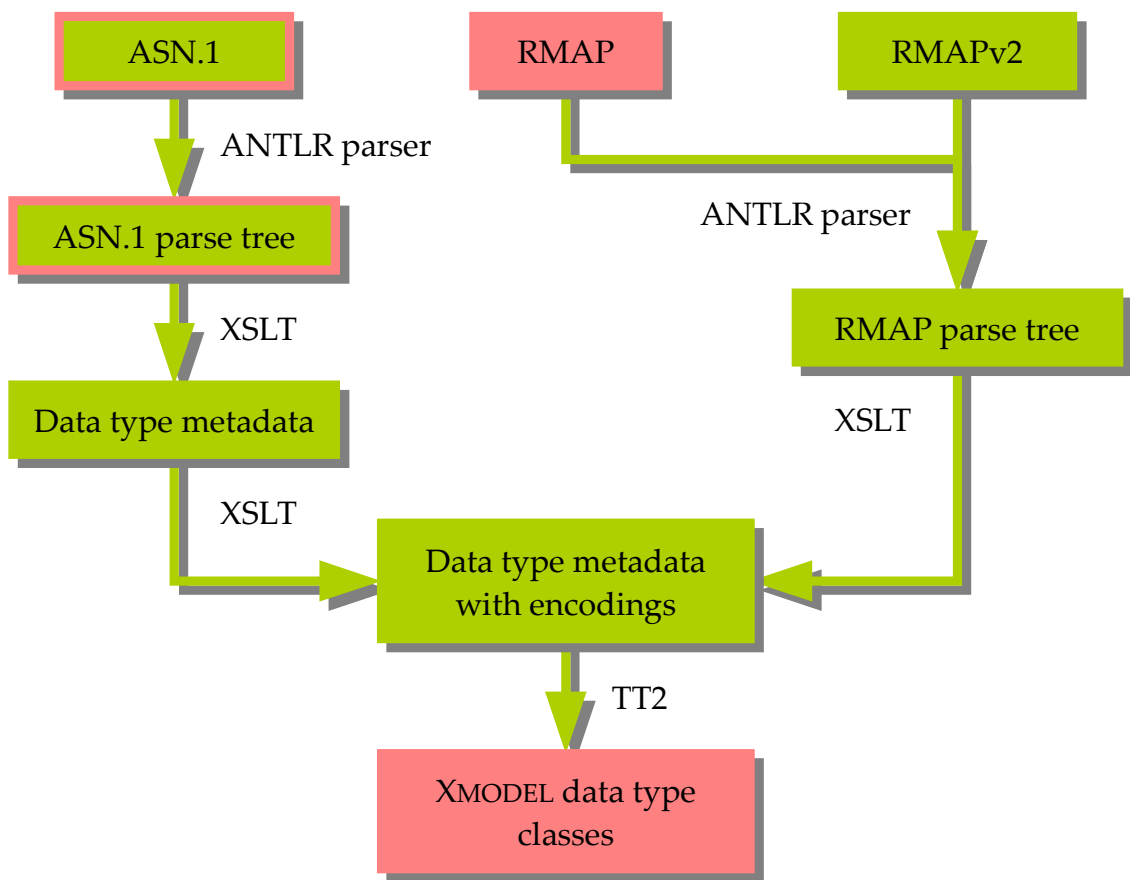 ASN.1
RMAP
RMAPv2
ANTLR parser
ANTLR parser
ASN.1 parse tree
XSLT
RMAP parse tree
Data type metadata
XSLT
XSLT
Data type metadata
with encodings
TT2
XMODEL data type
classes